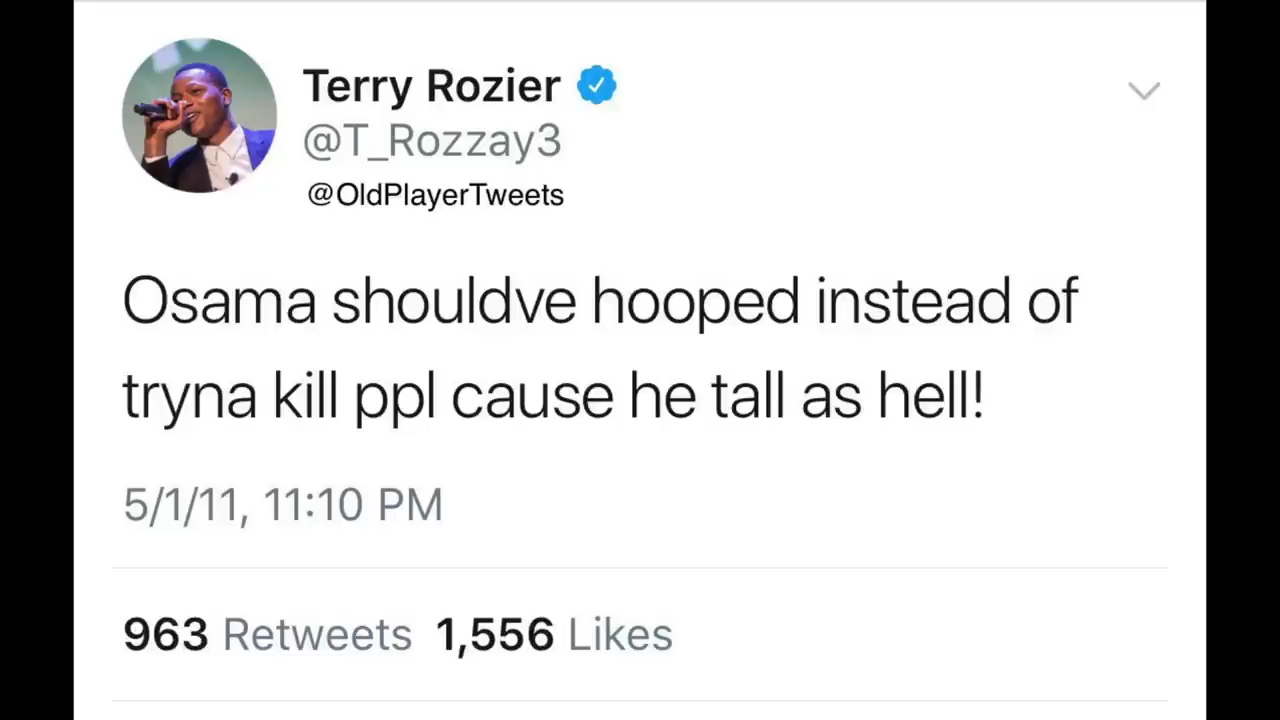 Terry Rozier
@T_Rozzay3
@OldPlayerTweets
Osama shouldve hooped instead of
tryna kill ppl cause he tall as hell!
5/1/11, 11:10 PM
963 Retweets 1,556 Likes